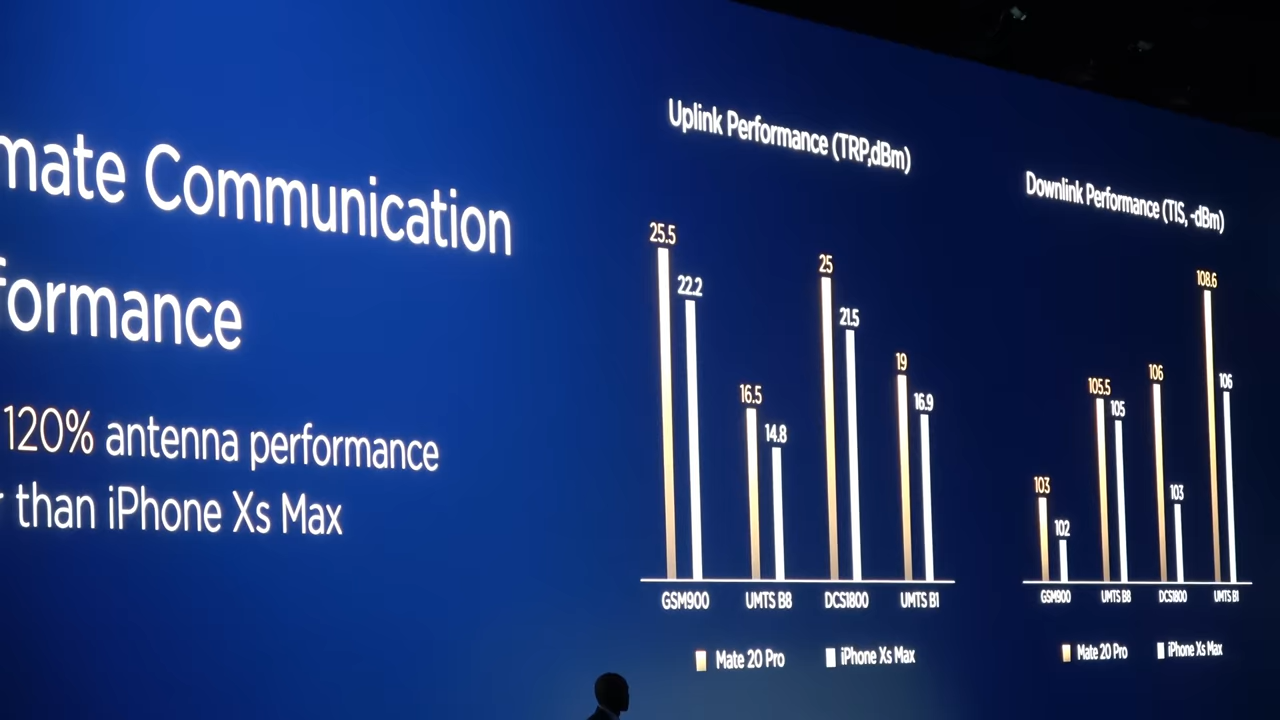 mate Communication
formance
120% antenna performance
r than iPhone Xs Max
Uplink Performance (TRP,dBm)
25.5
22.2
16.5
14.8
25
21.5
19
16.9
GSM900 UMTS B8 DCS1800 UMTS B1
Mate 20 Pro iPhone Xs Max
Downlink Performance (TIS, -dBm)
103
102
105.5
105
106
103
108.6
106
GSM900 UMTS B8 DCS1800 UMTS B1
Mate 20 Pro iPhone Xs Max